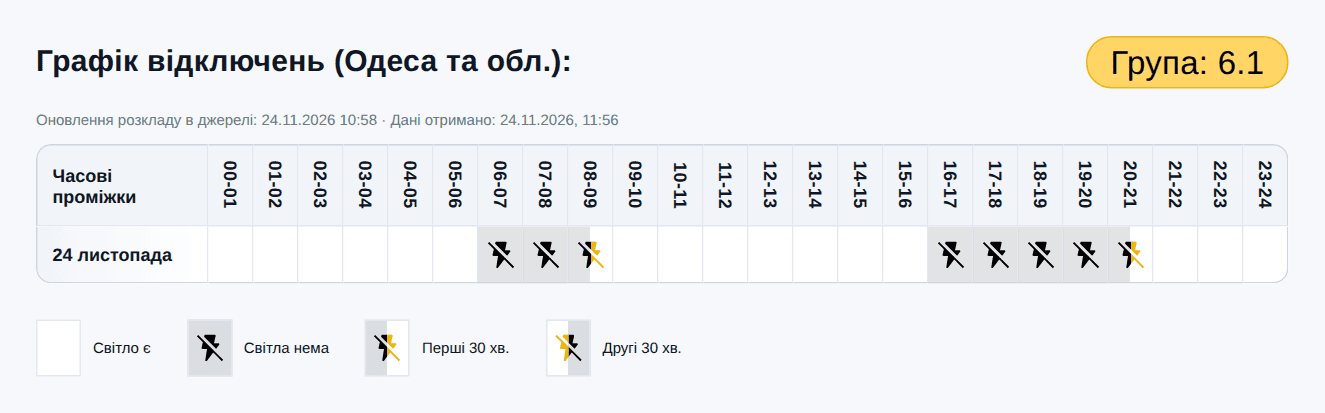 Графік відключень (Одеса та обл.):
Група: 6.1
Оновлення розкладу в джерелі: 24.11.2026 10:58 · Дані отримано: 24.11.2026, 11:56
Часові
проміжки
00-01
01-02
02-03
03-04
04-05
05-06
06-07
07-08
08-09
09-10
10-11
11-12
12-13
13-14
14-15
15-16
16-17
17-18
18-19
19-20
20-21
21-22
22-23
23-24
24 листопада
Світло є
Світла нема
Перші 30 хв.
Другі 30 хв.